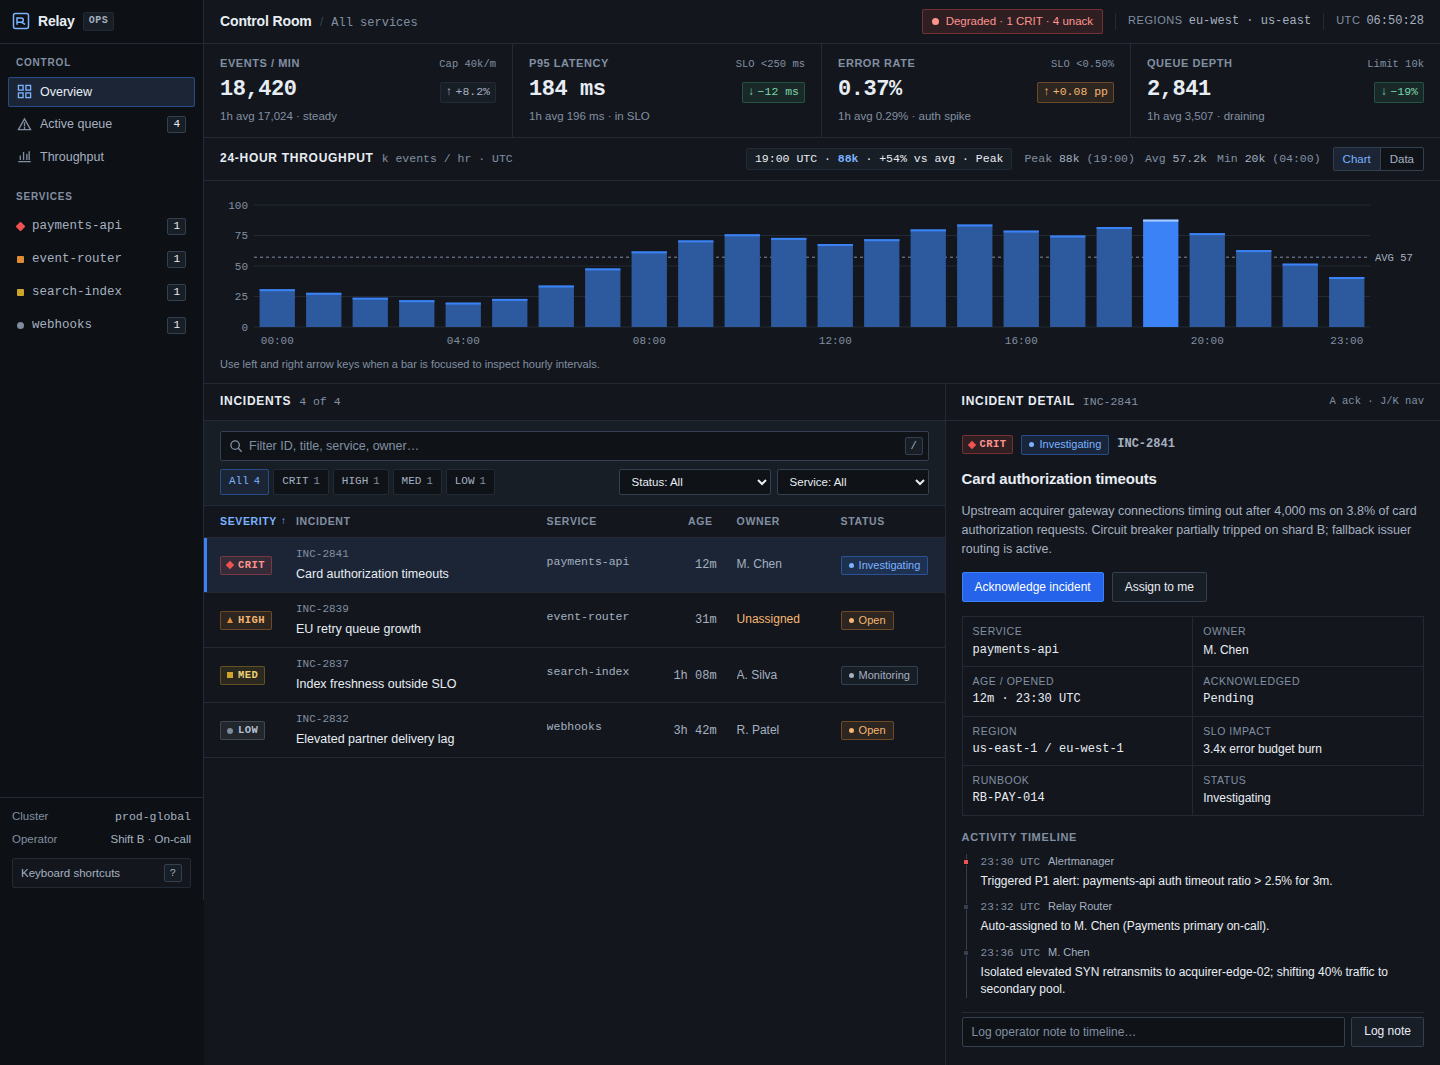 Relay OPS
CONTROL
Overview
Active queue 4
Throughput
SERVICES
payments-api 1
event-router 1
search-index 1
webhooks 1
Cluster prod-global
Operator Shift B · On-call
Keyboard shortcuts ?
Control Room / All services
Degraded · 1 CRIT · 4 unack
REGIONS eu-west · us-east
UTC 06:50:28
EVENTS / MIN Cap 40k/m
18,420 ↑ +8.2%
1h avg 17,024 · steady
P95 LATENCY SLO <250 ms
184 ms ↓ −12 ms
1h avg 196 ms · in SLO
ERROR RATE SLO <0.50%
0.37% ↑ +0.08 pp
1h avg 0.29% · auth spike
QUEUE DEPTH Limit 10k
2,841 ↓ −19%
1h avg 3,507 · draining
24-HOUR THROUGHPUT k events / hr · UTC
19:00 UTC · 88k · +54% vs avg · Peak
Peak 88k (19:00) Avg 57.2k Min 20k (04:00)
Chart Data
100
75
50
25
0
AVG 57
00:00 04:00 08:00 12:00 16:00 20:00 23:00
Use left and right arrow keys when a bar is focused to inspect hourly intervals.
INCIDENTS 4 of 4
Filter ID, title, service, owner… /
All 4 CRIT 1 HIGH 1 MED 1 LOW 1
Status: All Service: All
SEVERITY ↑ INCIDENT SERVICE AGE OWNER STATUS
INC-2841
CRIT Card authorization timeouts payments-api 12m M. Chen Investigating
INC-2839
HIGH EU retry queue growth event-router 31m Unassigned Open
INC-2837
MED Index freshness outside SLO search-index 1h 08m A. Silva Monitoring
INC-2832
LOW Elevated partner delivery lag webhooks 3h 42m R. Patel Open
INCIDENT DETAIL INC-2841 A ack · J/K nav
CRIT Investigating INC-2841
Card authorization timeouts
Upstream acquirer gateway connections timing out after 4,000 ms on 3.8% of card
authorization requests. Circuit breaker partially tripped on shard B; fallback issuer
routing is active.
Acknowledge incident Assign to me
SERVICE
payments-api
OWNER
M. Chen
AGE / OPENED
12m · 23:30 UTC
ACKNOWLEDGED
Pending
REGION
us-east-1 / eu-west-1
SLO IMPACT
3.4x error budget burn
RUNBOOK
RB-PAY-014
STATUS
Investigating
ACTIVITY TIMELINE
23:30 UTC Alertmanager
Triggered P1 alert: payments-api auth timeout ratio > 2.5% for 3m.
23:32 UTC Relay Router
Auto-assigned to M. Chen (Payments primary on-call).
23:36 UTC M. Chen
Isolated elevated SYN retransmits to acquirer-edge-02; shifting 40% traffic to
secondary pool.
Log operator note to timeline… Log note